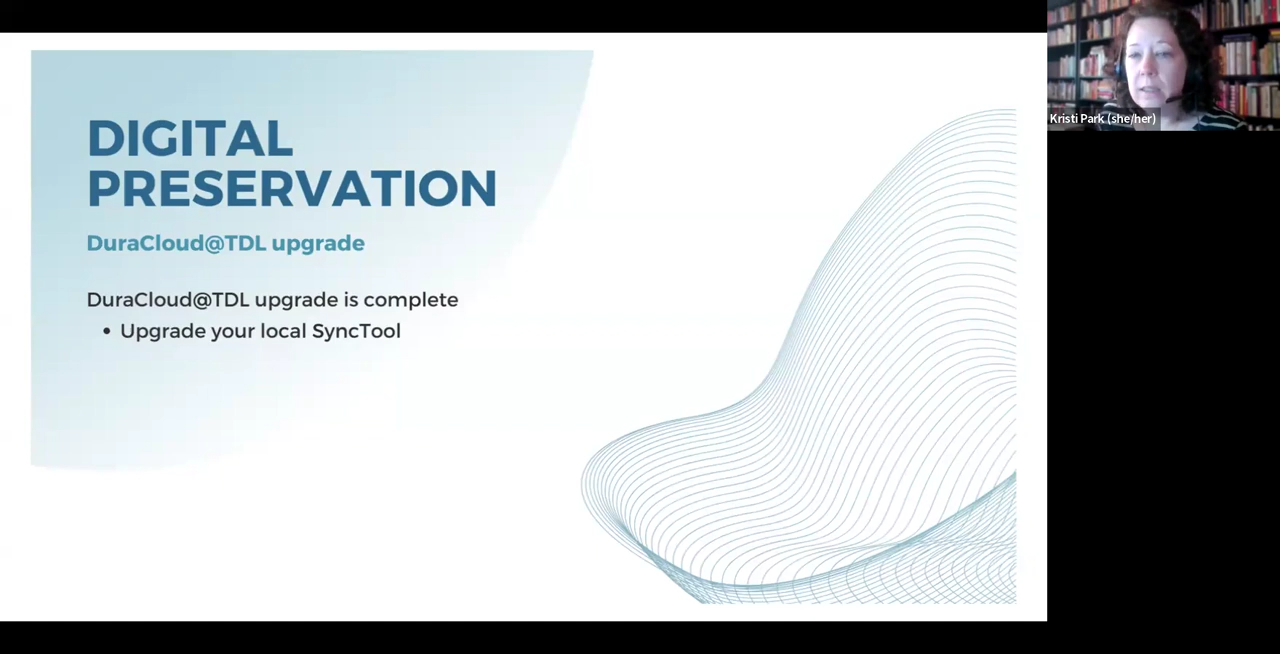 DIGITAL
PRESERVATION
DuraCloud@TDL upgrade
DuraCloud@TDL upgrade is complete
• Upgrade your local SyncTool
Kristi Park (she/her)